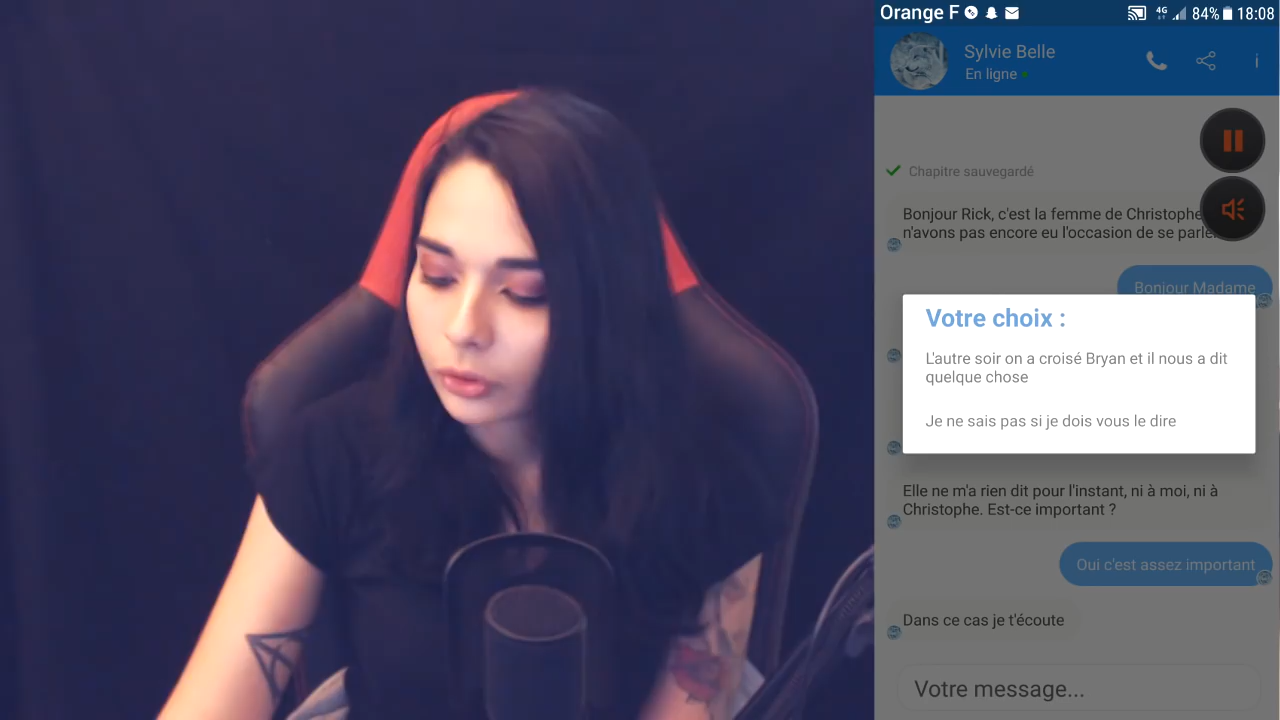 Orange F 4G 84% 18:08
Sylvie Belle
En ligne
Chapitre sauvegardé
Bonjour Rick, c'est la femme de Christophe
n'avons pas encore eu l'occasion de se
Bonjour Madame
Votre choix :
L'autre soir on a croisé Bryan et il nous a dit
quelque chose
Je ne sais pas si je dois vous le dire
Elle ne m'a rien dit pour l'instant, ni à moi, ni à
Christophe. Est-ce important ?
Oui c'est assez important
Dans ce cas je t'écoute
Votre message...